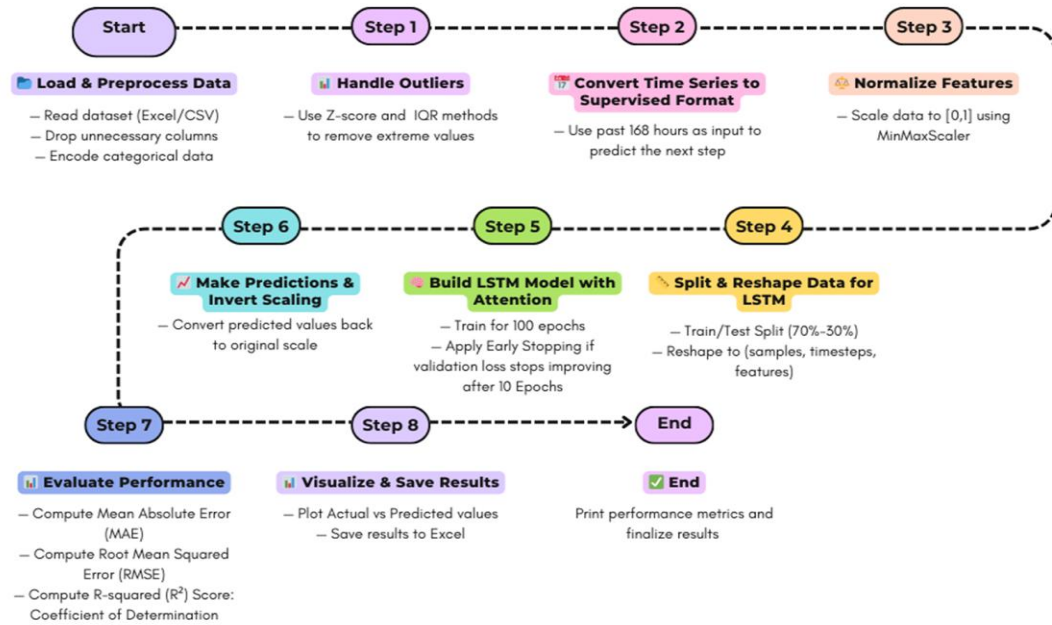 Start
Load & Preprocess Data
— Read dataset (Excel/CSV)
— Drop unnecessary columns
— Encode categorical data
Step 1
Handle Outliers
— Use Z-score and IQR methods
to remove extreme values
Step 2
Convert Time Series to
Supervised Format
— Use past 168 hours as input to
predict the next step
Step 3
Normalize Features
— Scale data to [0,1] using
MinMaxScaler
Step 4
Split & Reshape Data for
LSTM
— Train/Test Split (70%-30%)
— Reshape to (samples, timesteps,
features)
Step 5
Build LSTM Model with
Attention
— Train for 100 epochs
— Apply Early Stopping if
validation loss stops improving
after 10 Epochs
Step 6
Make Predictions &
Invert Scaling
— Convert predicted values back
to original scale
Step 7
Evaluate Performance
— Compute Mean Absolute Error
(MAE)
— Compute Root Mean Squared
Error (RMSE)
— Compute R-squared (R²) Score:
Coefficient of Determination
Step 8
Visualize & Save Results
— Plot Actual vs Predicted values
— Save results to Excel
End
End
Print performance metrics and
finalize results